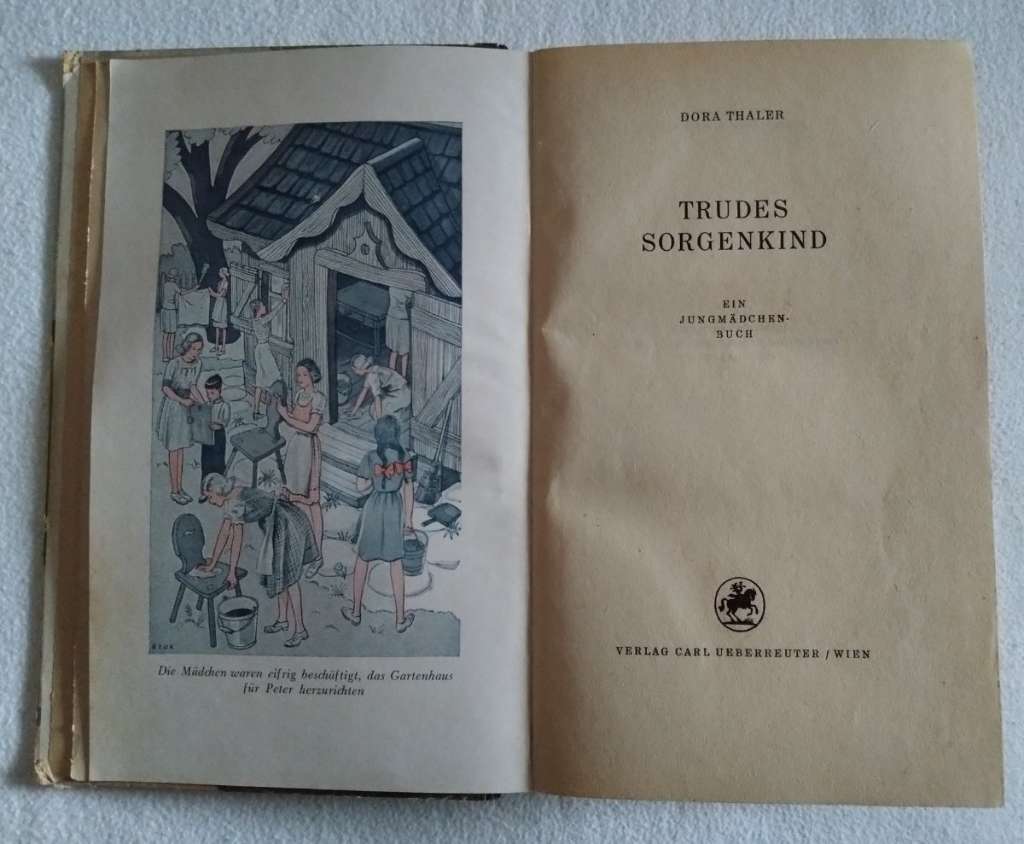 Die Mädchen waren eifrig beschäftigt, das Gartenhaus
für Peter herzurichten
DORA THALER
TRUDES
SORGENKIND
EIN
JUNGMÄDCHEN-
BUCH
VERLAG CARL UEBERREUTER / WIEN